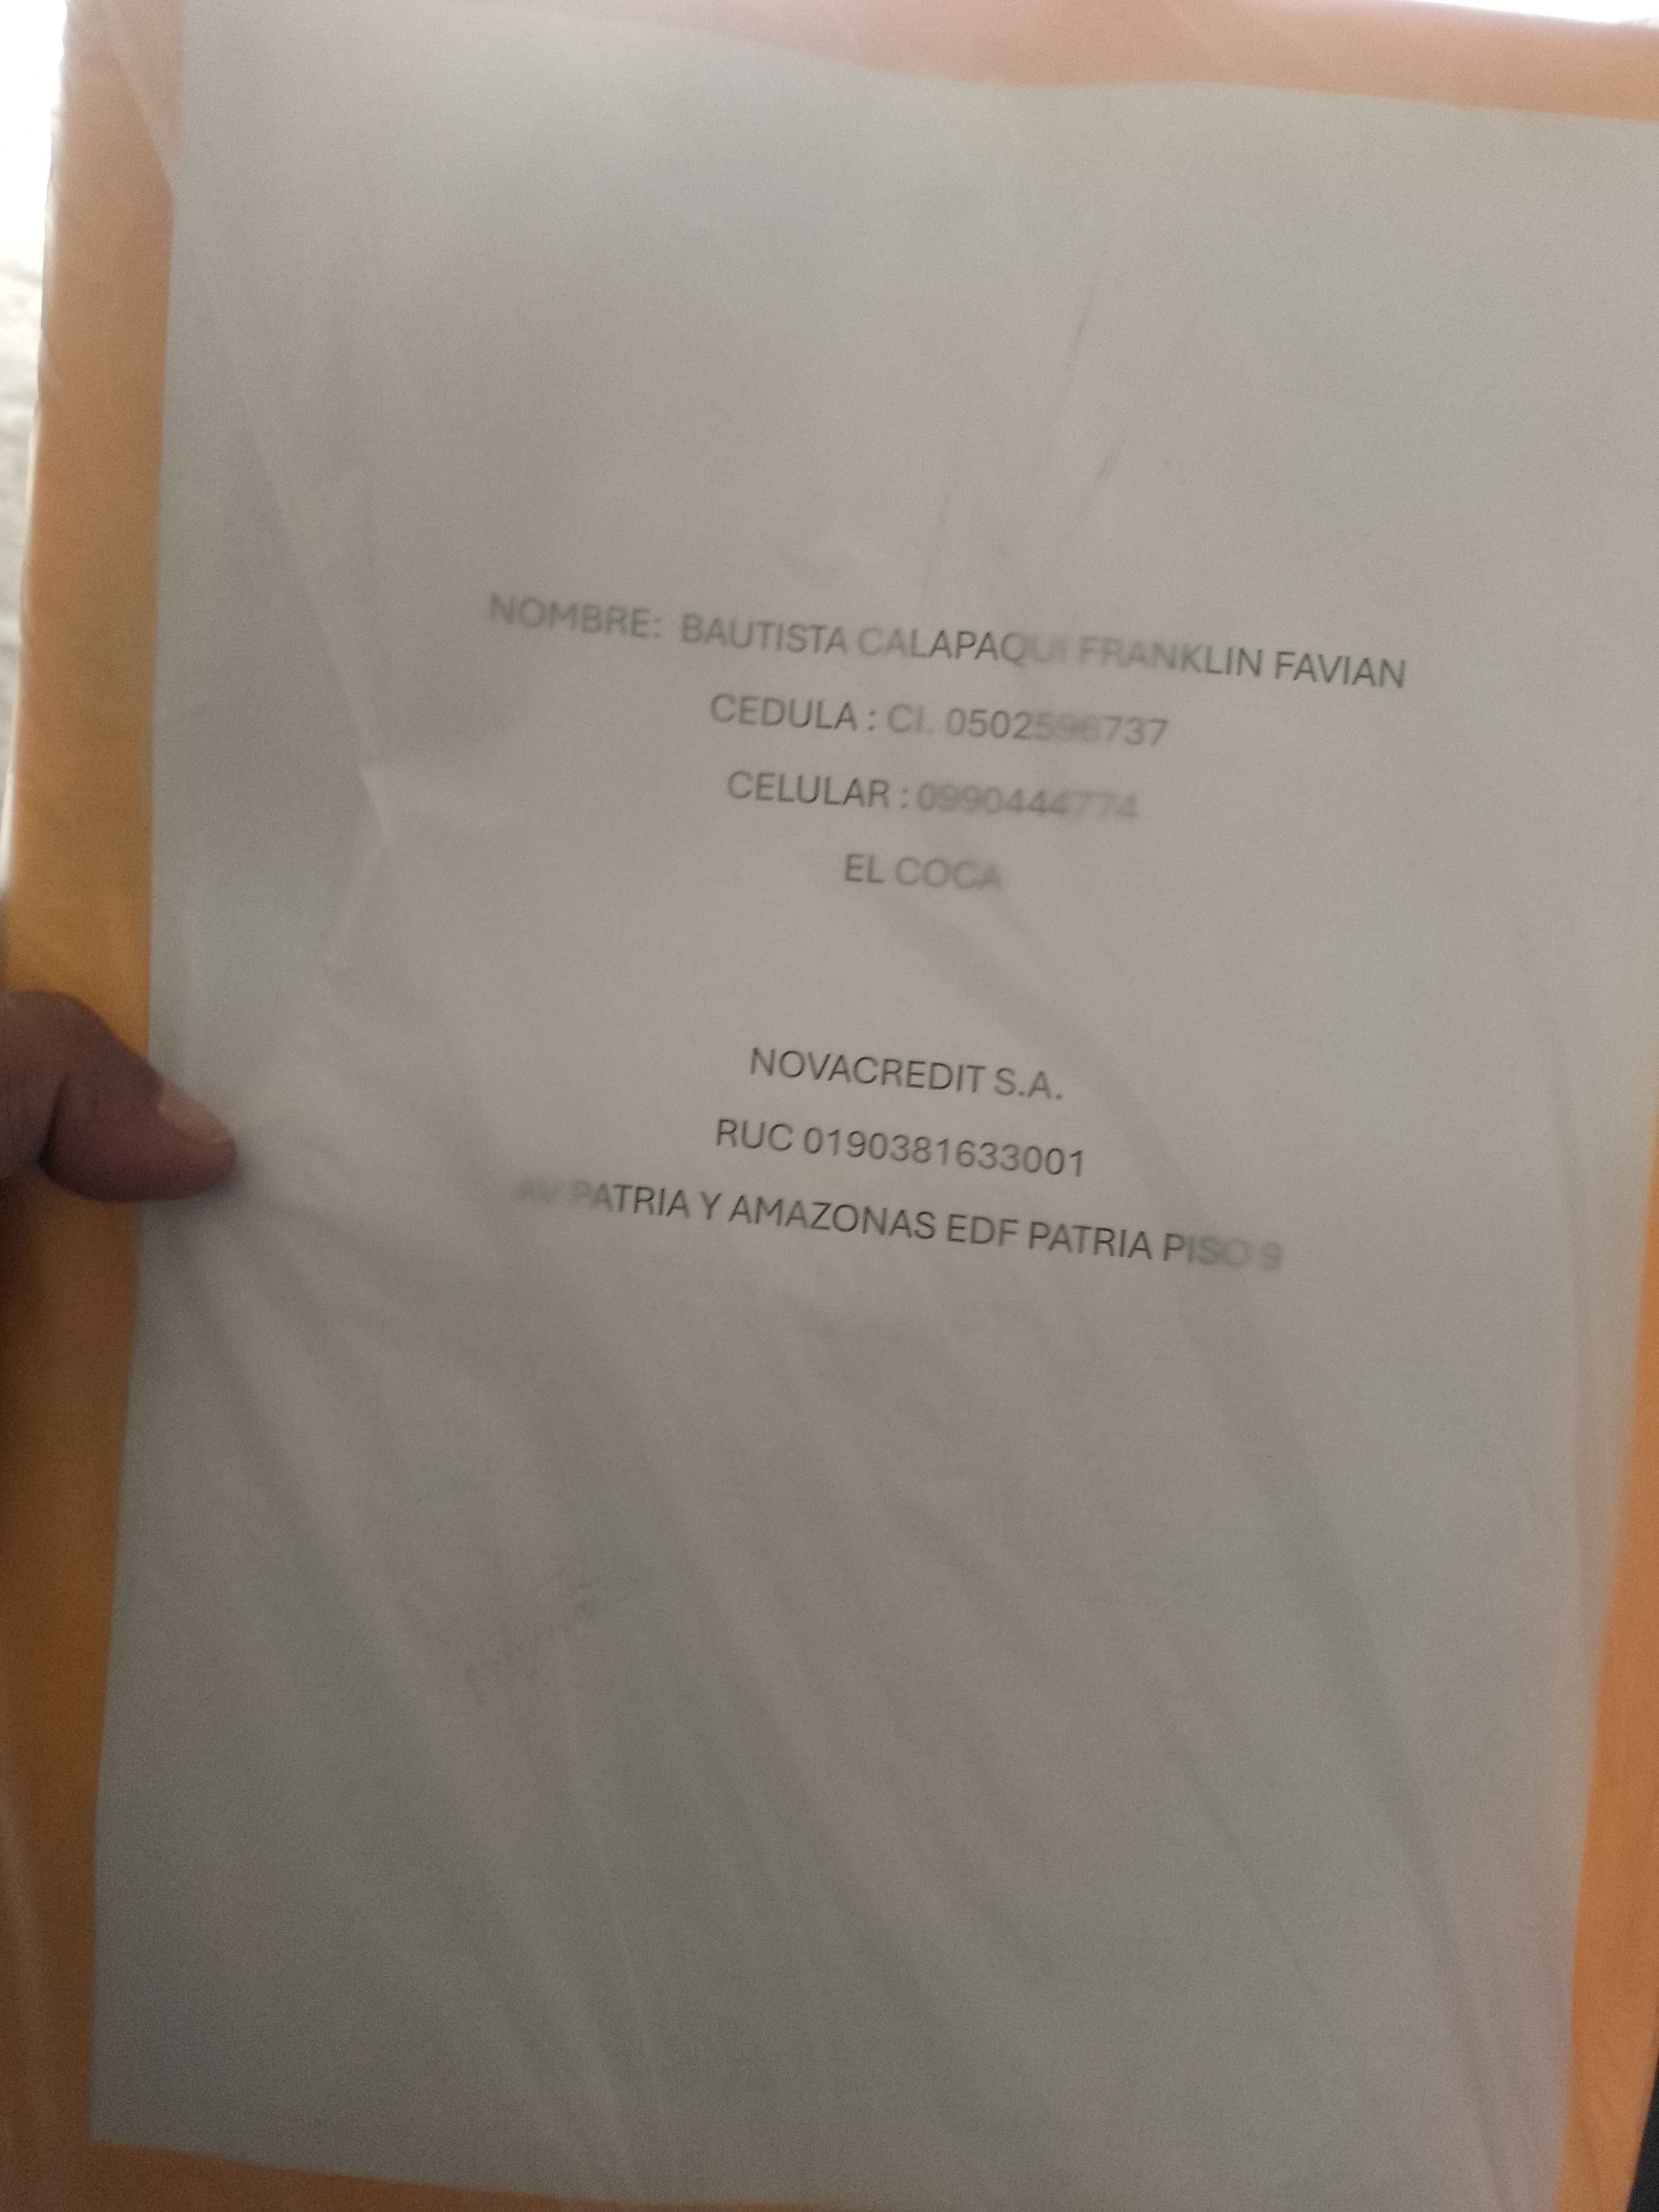 NOMBRE: BAUTISTA CALAPAQUI FRANKLIN FAVIAN
CEDULA : CI. 0502596737
CELULAR : 0990444774
EL COCA
NOVACREDIT S.A.
RUC 0190381633001
AV PATRIA Y AMAZONAS EDF PATRIA PISO 9